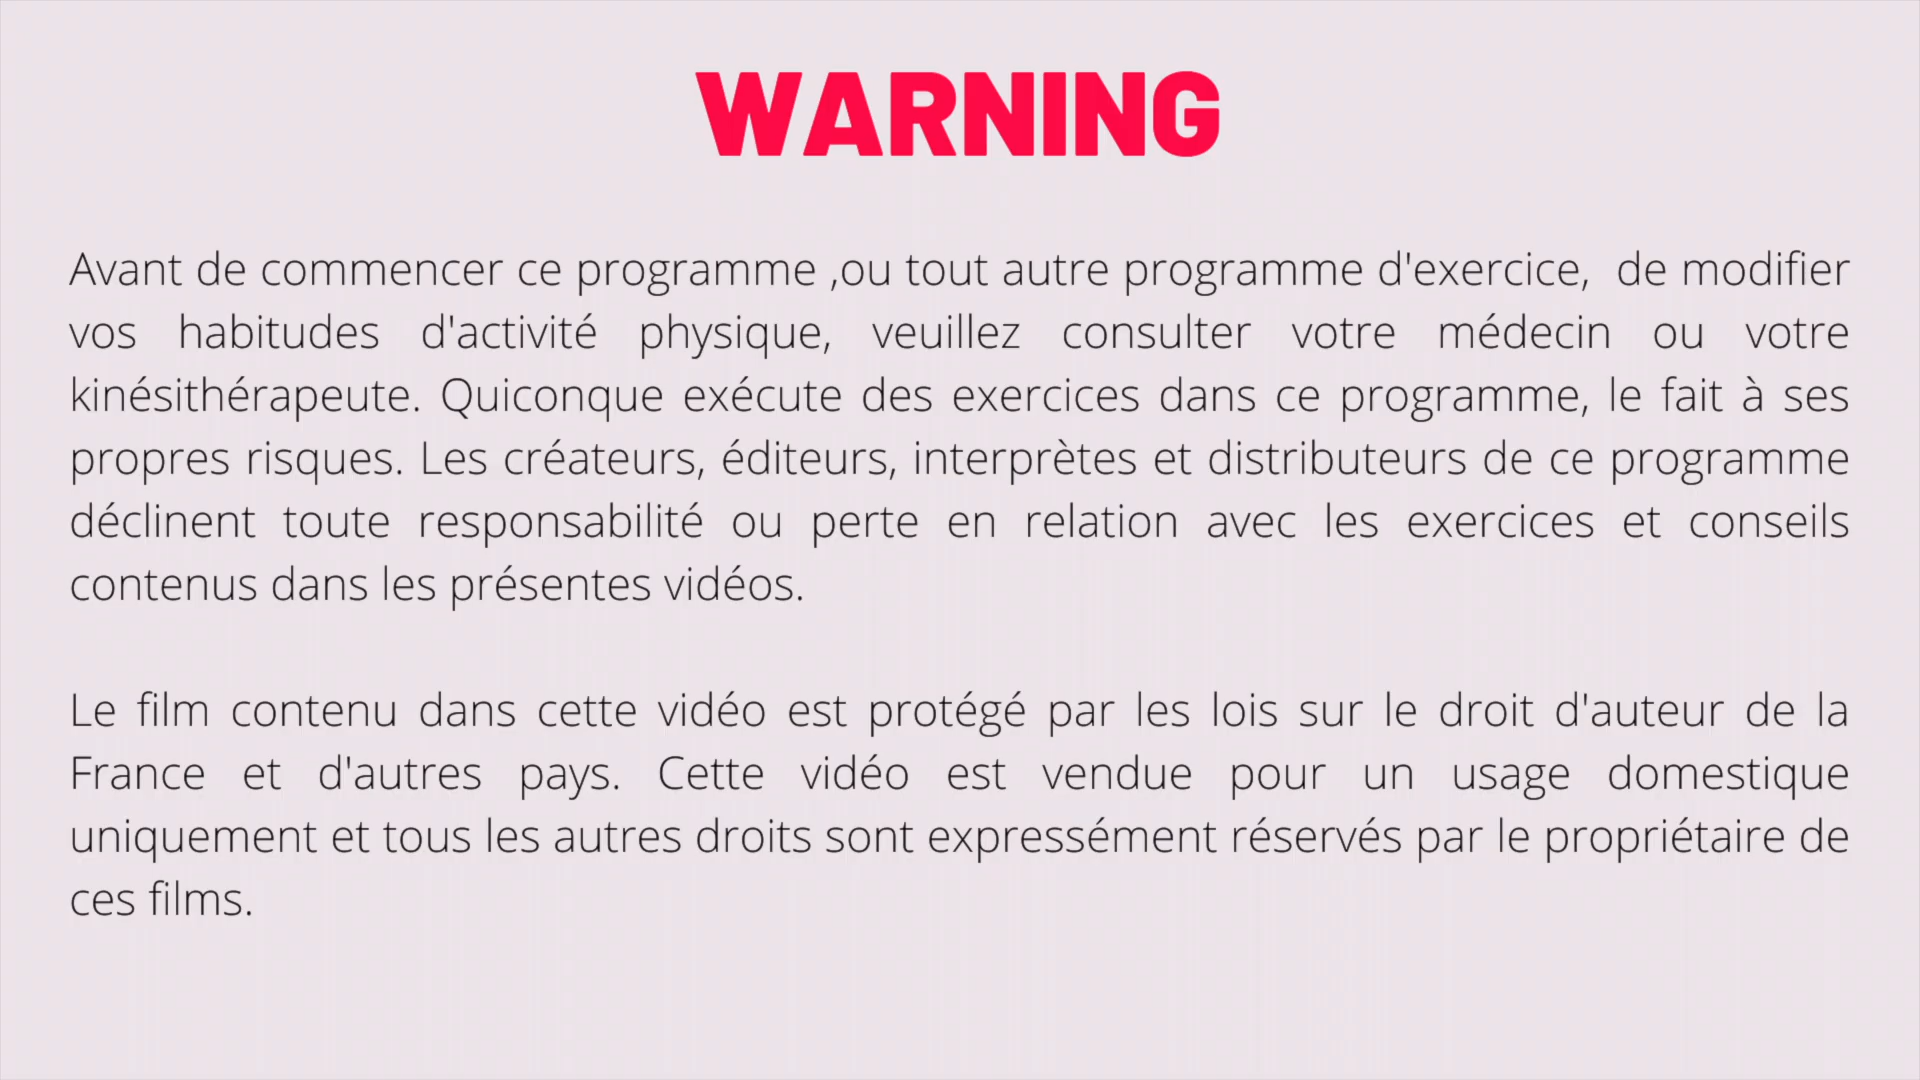 WARNING
Avant de commencer ce programme ,ou tout autre programme d'exercice,  de modifier
vos habitudes d'activité physique, veuillez consulter votre médecin ou votre
kinésithérapeute. Quiconque exécute des exercices dans ce programme, le fait à ses
propres risques. Les créateurs, éditeurs, interprètes et distributeurs de ce programme
déclinent toute responsabilité ou perte en relation avec les exercices et conseils
contenus dans les présentes vidéos.
Le film contenu dans cette vidéo est protégé par les lois sur le droit d'auteur de la
France et d'autres pays. Cette vidéo est vendue pour un usage domestique
uniquement et tous les autres droits sont expressément réservés par le propriétaire de
ces films.